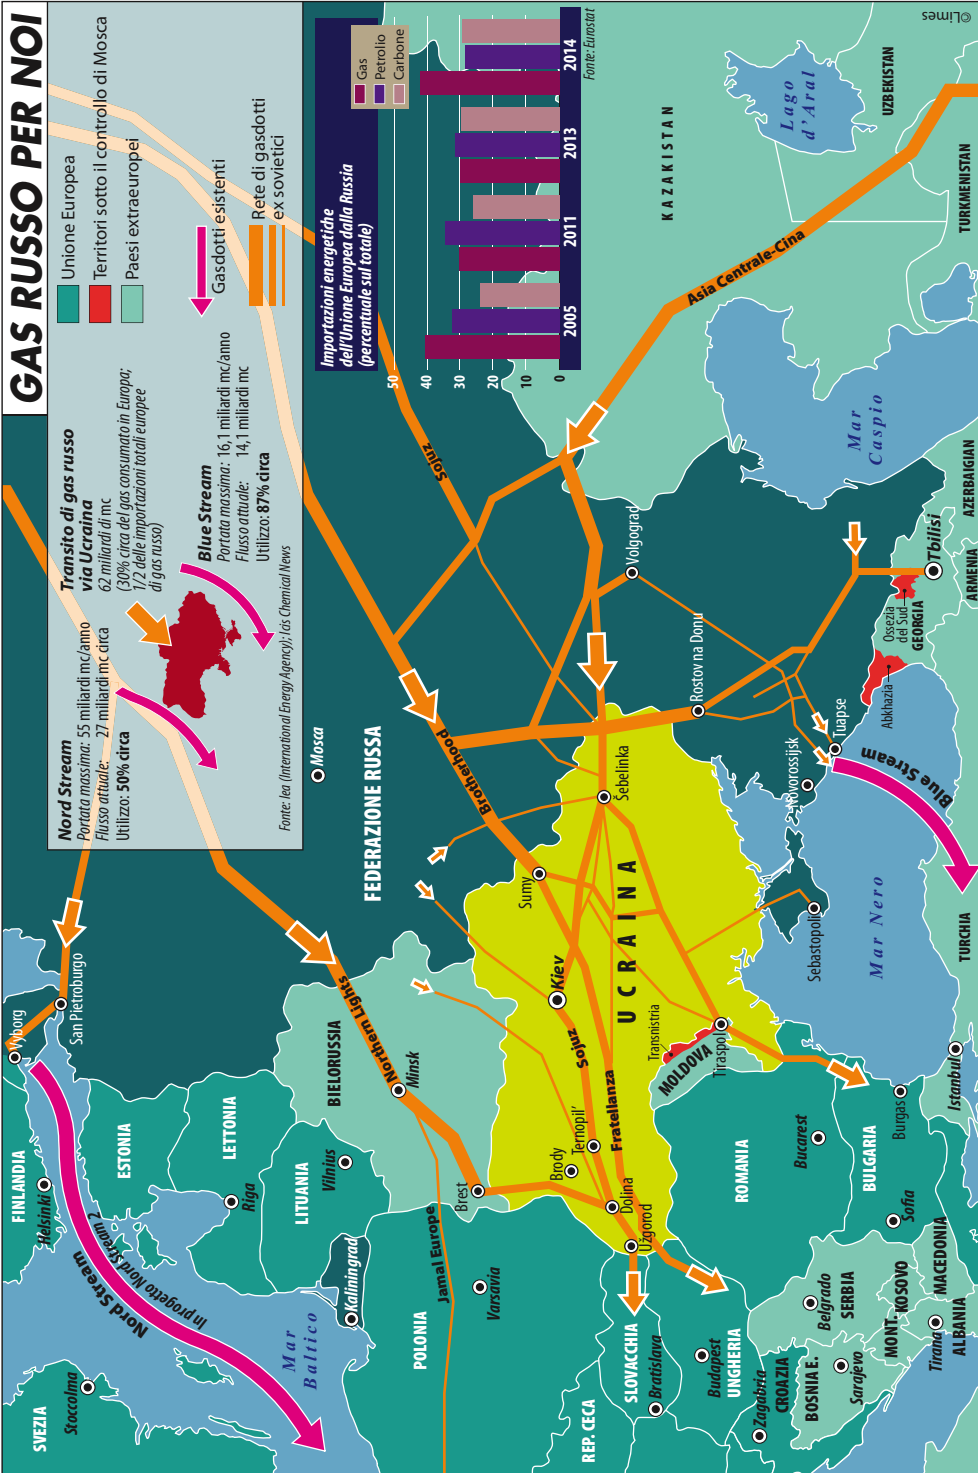 GAS RUSSO PER NOI
Unione Europea
Territori sotto il controllo di Mosca
Paesi extraeuropei
Gasdotti esistenti
Rete di gasdotti
ex sovietici
Nord Stream
Portata massima: 55 miliardi mc/anno
Flusso attuale: 27 miliardi mc circa
Utilizzo: 50% circa
Transito di gas russo
via Ucraina
62 miliardi di mc
(30% circa del gas consumato in Europa;
1/2 delle importazioni totali europee
di gas russo)
Blue Stream
Portata massima: 16,1 miliardi mc/anno
Flusso attuale: 14,1 miliardi mc
Utilizzo: 87% circa
Fonte: Iea (International Energy Agency); Icis Chemical News
Importazioni energetiche
dell'Unione Europea dalla Russia
(percentuale sul totale)
Gas
Petrolio
Carbone
50
40
30
20
10
0
2005
2011
2013
2014
Fonte: Eurostat
©Limes
SVEZIA
Stoccolma
FINLANDIA
Helsinki
Vyborg
San Pietroburgo
Nord Stream
In progetto Nord Stream 2
Mar
Baltico
ESTONIA
LETTONIA
Riga
LITUANIA
Vilnius
Kaliningrad
BIELORUSSIA
Minsk
Northern Lights
Brest
Jamal Europe
POLONIA
Varsavia
FEDERAZIONE RUSSA
Mosca
Brotherhood
Sojuz
Volgograd
Rostov na Donu
Asia Centrale-Cina
KAZAKISTAN
Lago
d'Aral
UZBEKISTAN
TURKMENISTAN
Mar
Caspio
AZERBAIGIAN
ARMENIA
Tbilisi
GEORGIA
Ossezia
del Sud
Abkhazia
Tuapse
Novorossijsk
Blue Stream
Mar Nero
TURCHIA
Istanbul
Sebastopoli
UCRAINA
Kiev
Sumy
Šebelinka
Sojuz
Fratellanza
Brody
Ternopil'
Dolina
Užgorod
Transnistria
MOLDOVA
Tiraspol
REP. CECA
SLOVACCHIA
Bratislava
Budapest
UNGHERIA
ROMANIA
Bucarest
BULGARIA
Burgas
Sofia
Zagabria
CROAZIA
BOSNIA E.
Sarajevo
Belgrado
SERBIA
MONT.
KOSOVO
MACEDONIA
Tirana
ALBANIA